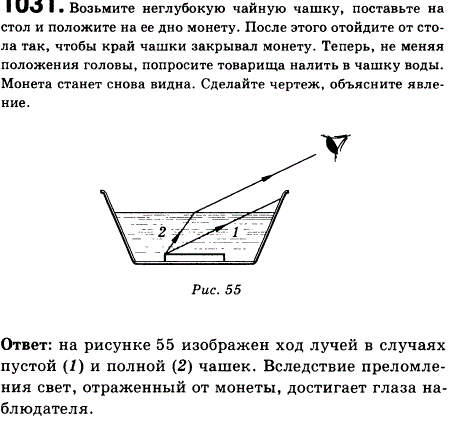 1031. Возьмите неглубокую чайную чашку, поставьте на
стол и положите на ее дно монету. После этого отойдите от сто-
ла так, чтобы край чашки закрывал монету. Теперь, не меняя
положения головы, попросите товарища налить в чашку воды.
Монета станет снова видна. Сделайте чертеж, объясните явле-
ние.
2 1
Рис. 55
Ответ: на рисунке 55 изображен ход лучей в случаях
пустой (1) и полной (2) чашек. Вследствие преломле-
ния свет, отраженный от монеты, достигает глаза на-
блюдателя.